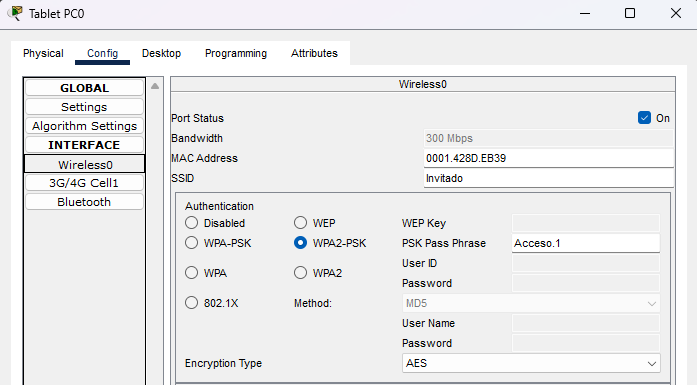 Tablet PC0
Physical Config Desktop Programming Attributes
GLOBAL
Settings
Algorithm Settings
INTERFACE
Wireless0
3G/4G Cell1
Bluetooth
Wireless0
Port Status On
Bandwidth 300 Mbps
MAC Address 0001.428D.EB39
SSID Invitado
Authentication
Disabled WEP WEP Key
WPA-PSK WPA2-PSK PSK Pass Phrase Acceso.1
User ID
WPA WPA2
Password
802.1X Method: MD5
User Name
Password
Encryption Type AES